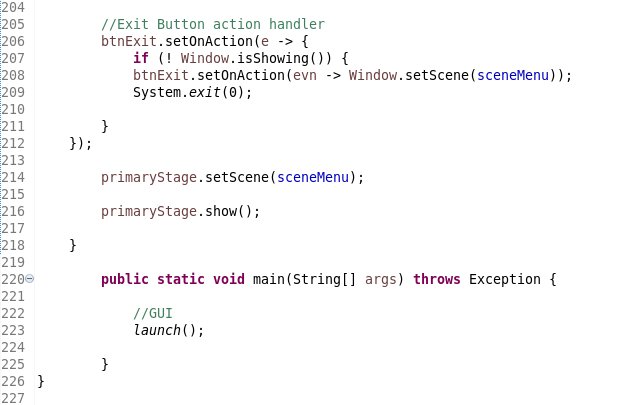 204
205 //Exit Button action handler
206 btnExit.setOnAction(e -> {
207 if (! Window.isShowing()) {
208 btnExit.setOnAction(evn -> Window.setScene(sceneMenu));
209 System.exit(0);
210
211 }
212 });
213
214 primaryStage.setScene(sceneMenu);
215
216 primaryStage.show();
217
218 }
219
220 public static void main(String[] args) throws Exception {
221
222 //GUI
223 launch();
224
225 }
226 }
227